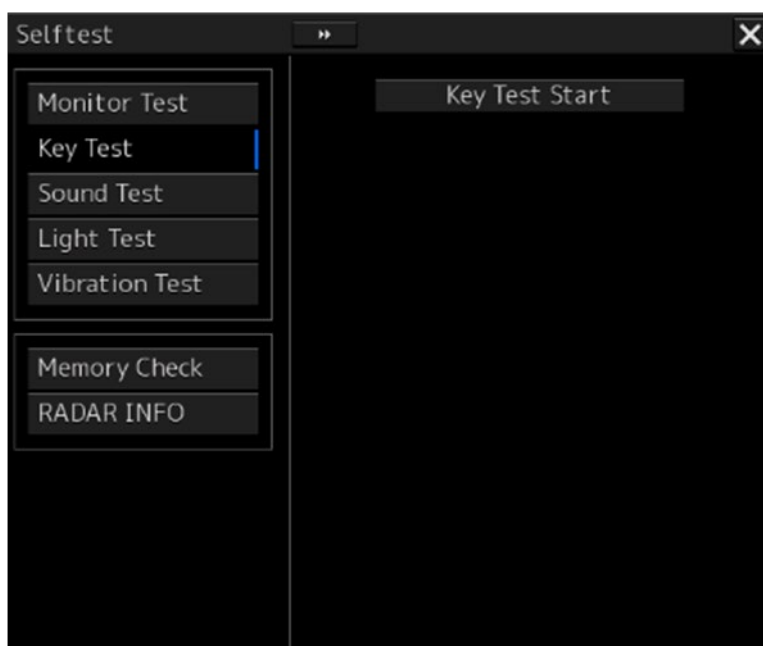 Selftest
Monitor Test
Key Test
Sound Test
Light Test
Vibration Test
Memory Check
RADAR INFO
Key Test Start